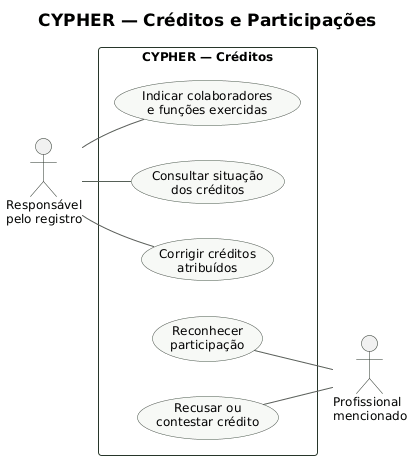 CYPHER — Créditos e Participações
CYPHER — Créditos
Indicar colaboradores
e funções exercidas
Consultar situação
dos créditos
Responsável
pelo registro
Corrigir créditos
atribuídos
Reconhecer
participação
Recusar ou
contestar crédito
Profissional
mencionado